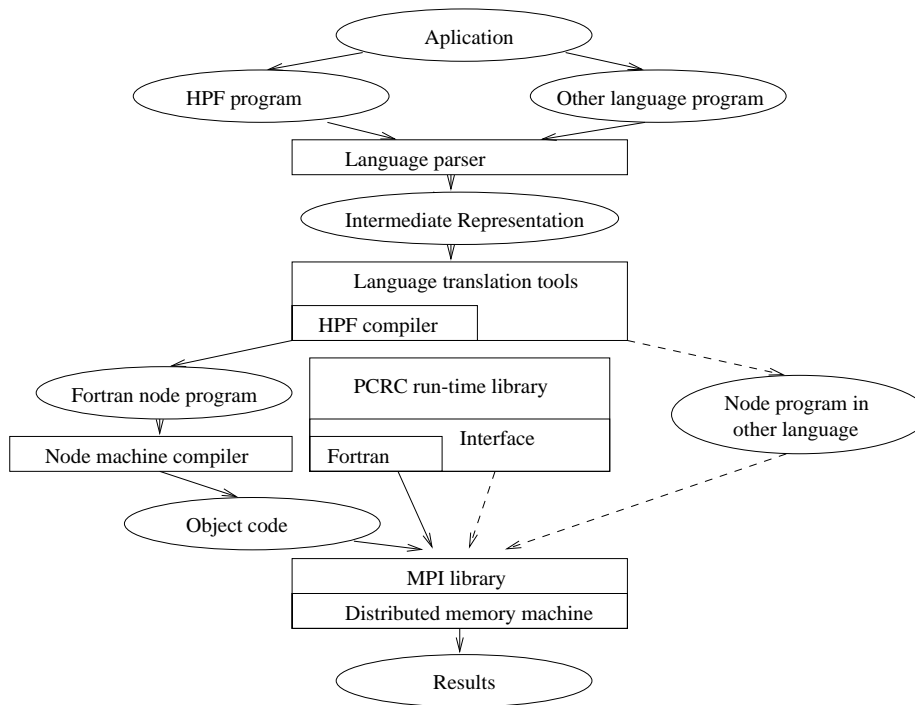 Aplication
HPF program
Other language program
Language parser
Intermediate Representation
Language translation tools
HPF compiler
Fortran node program
PCRC run-time library
Node program in
other language
Interface
Fortran
Node machine compiler
Object code
MPI library
Distributed memory machine
Results